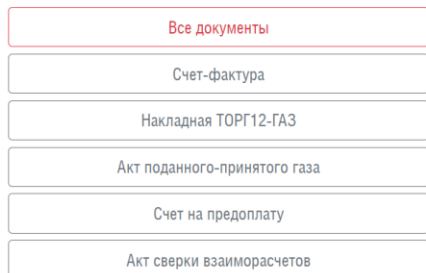 Все документы
Счет-фактура
Накладная ТОРГ12-ГАЗ
Акт поданного-принятого газа
Счет на предоплату
Акт сверки взаиморасчетов